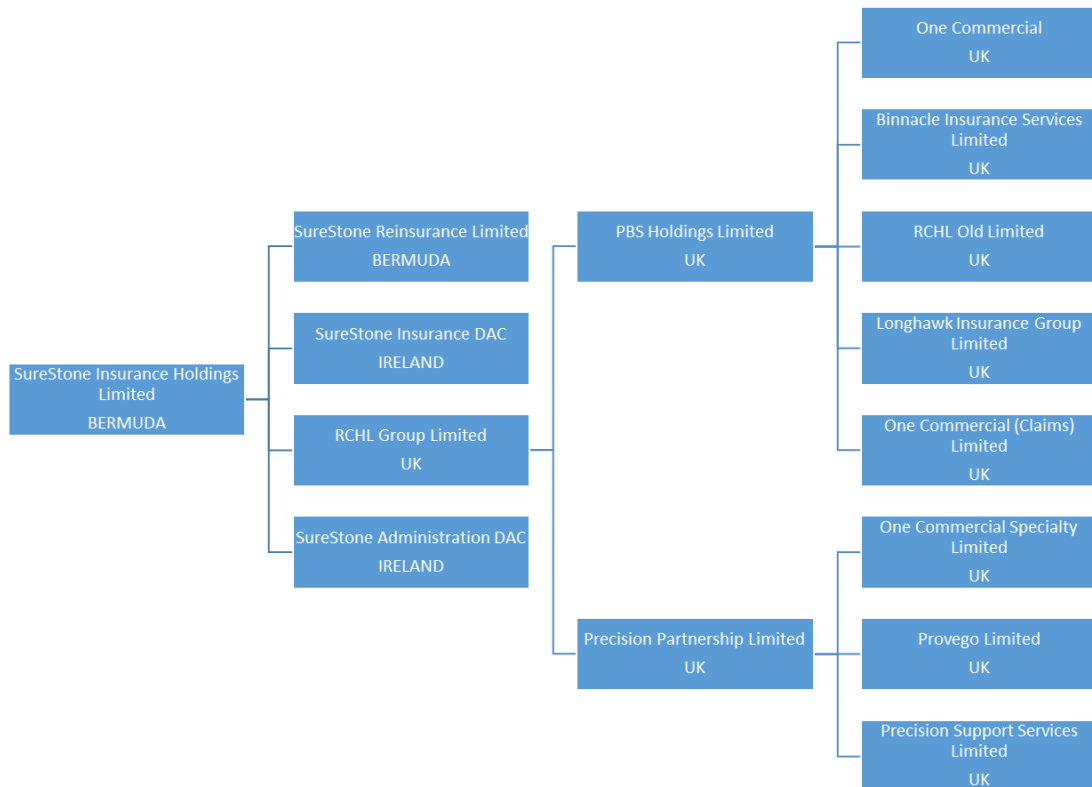 SureStone Insurance Holdings
Limited
BERMUDA
SureStone Reinsurance Limited
BERMUDA
SureStone Insurance DAC
IRELAND
RCHL Group Limited
UK
SureStone Administration DAC
IRELAND
PBS Holdings Limited
UK
Precision Partnership Limited
UK
One Commercial
UK
Binnacle Insurance Services
Limited
UK
RCHL Old Limited
UK
Longhawk Insurance Group
Limited
UK
One Commercial (Claims)
Limited
UK
One Commercial Specialty
Limited
UK
Provego Limited
UK
Precision Support Services
Limited
UK